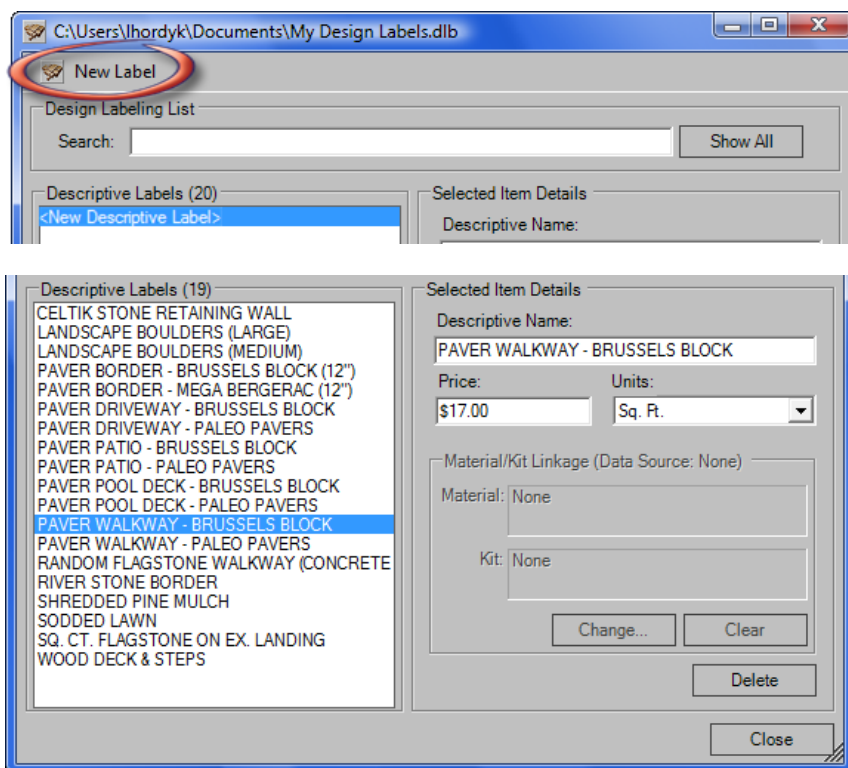 C:\Users\lhordyk\Documents\My Design Labels.dlb
New Label
Design Labeling List
Search:
Show All
Descriptive Labels (20)
<New Descriptive Label>
Selected Item Details
Descriptive Name:
Descriptive Labels (19)
CELTIK STONE RETAINING WALL
LANDSCAPE BOULDERS (LARGE)
LANDSCAPE BOULDERS (MEDIUM)
PAVER BORDER - BRUSSELS BLOCK (12")
PAVER BORDER - MEGA BERGERAC (12")
PAVER DRIVEWAY - BRUSSELS BLOCK
PAVER DRIVEWAY - PALEO PAVERS
PAVER PATIO - BRUSSELS BLOCK
PAVER PATIO - PALEO PAVERS
PAVER POOL DECK - BRUSSELS BLOCK
PAVER POOL DECK - PALEO PAVERS
PAVER WALKWAY - BRUSSELS BLOCK
PAVER WALKWAY - PALEO PAVERS
RANDOM FLAGSTONE WALKWAY (CONCRETE
RIVER STONE BORDER
SHREDDED PINE MULCH
SODDED LAWN
SQ. CT. FLAGSTONE ON EX. LANDING
WOOD DECK & STEPS
Selected Item Details
Descriptive Name:
PAVER WALKWAY - BRUSSELS BLOCK
Price: Units:
$17.00 Sq. Ft.
Material/Kit Linkage (Data Source: None)
Material: None
Kit: None
Change... Clear
Delete
Close